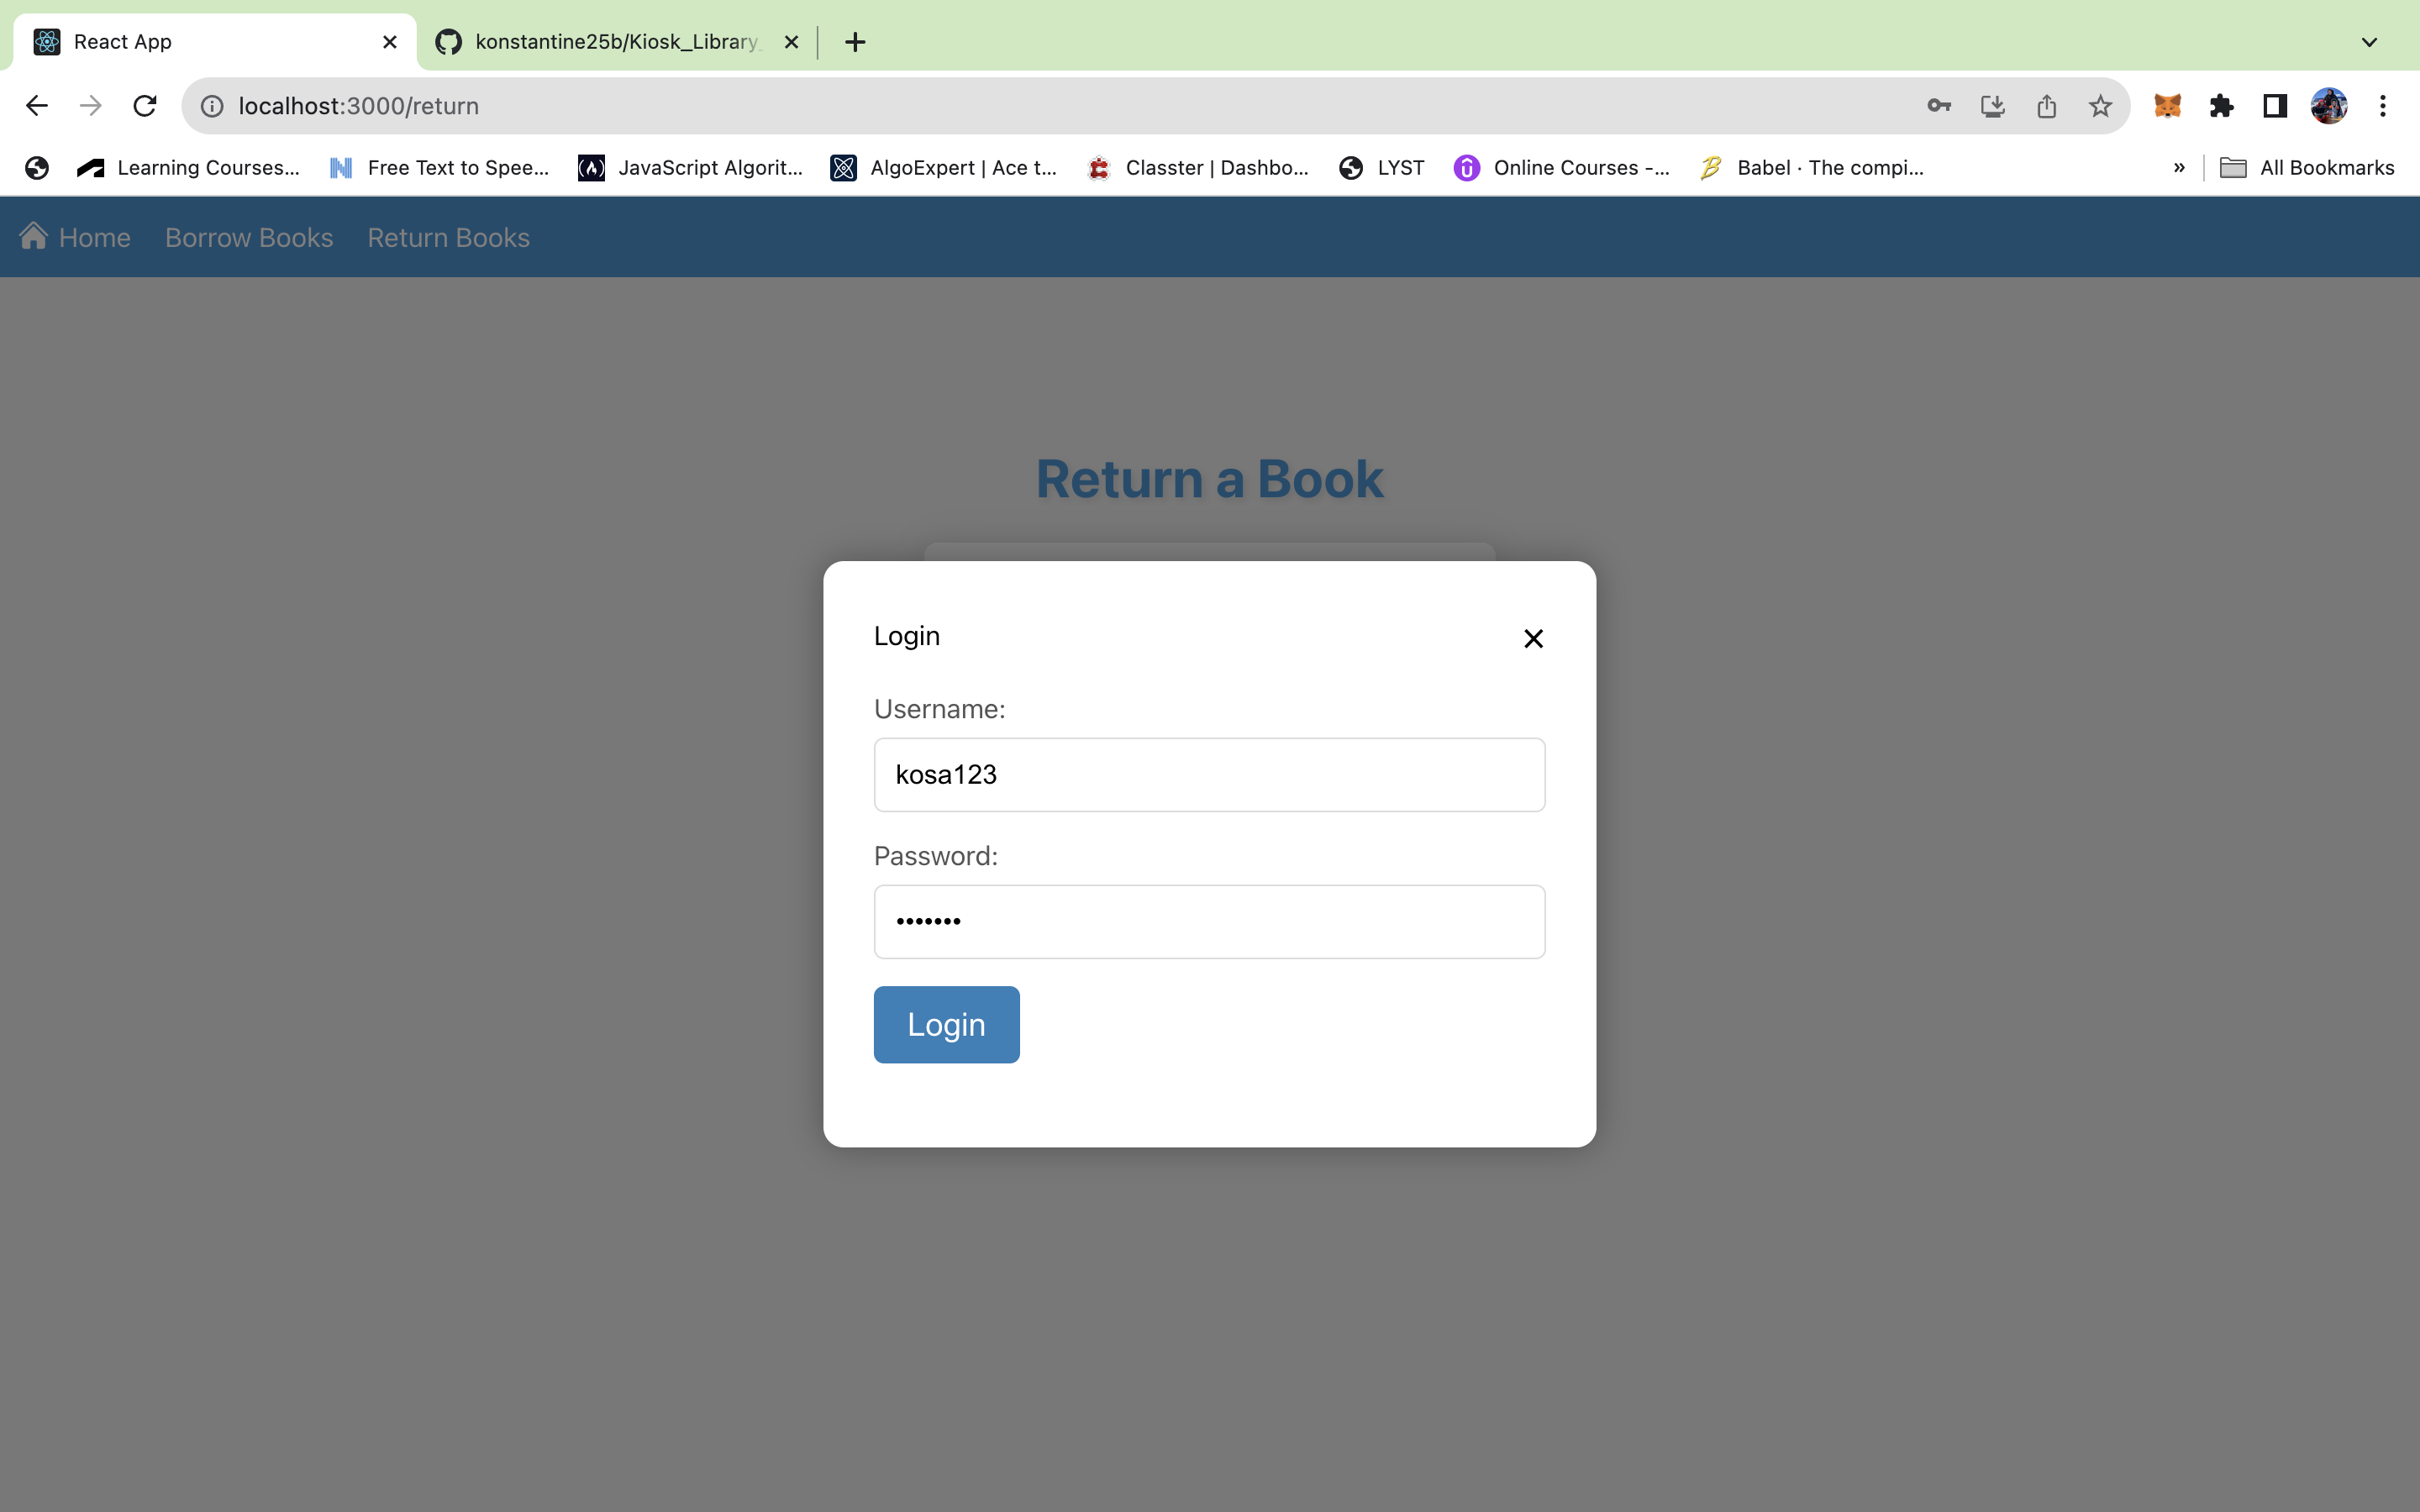 React App
konstantine25b/Kiosk_Library_
localhost:3000/return
Learning Courses...
Free Text to Spee...
JavaScript Algorit...
AlgoExpert | Ace t...
Classter | Dashbo...
LYST
Online Courses -...
Babel · The compi...
»
All Bookmarks
Home
Borrow Books
Return Books
Return a Book
Login
Username:
kosa123
Password:
•••••••
Login